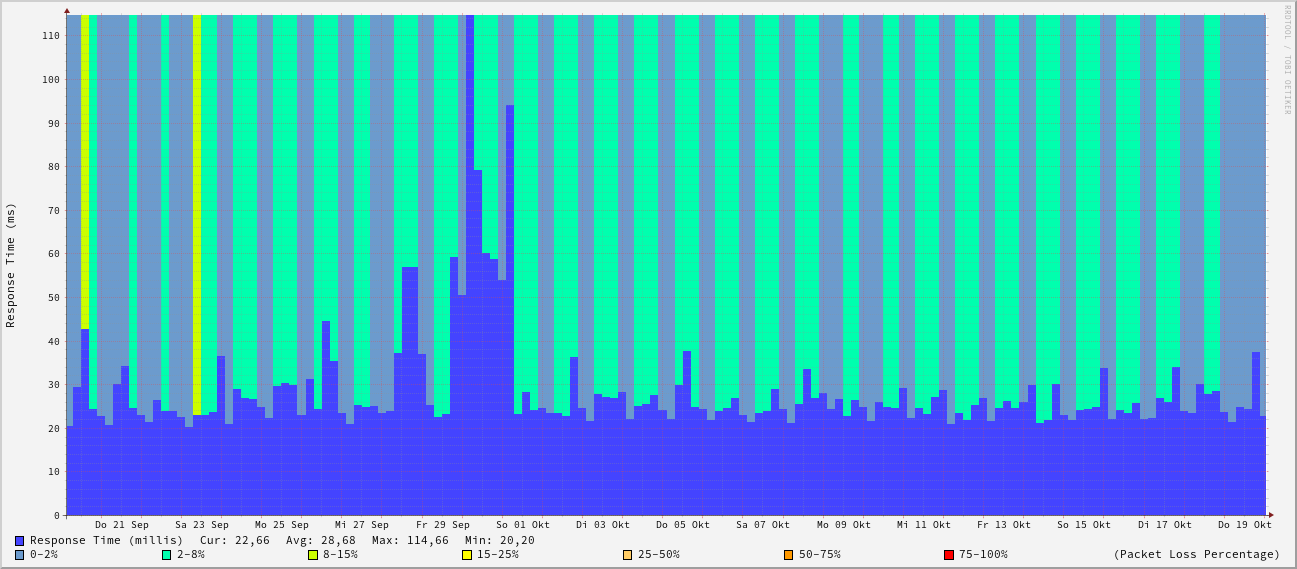 RRDTOOL / TOBI OETIKER
Response Time (ms)
110
100
90
80
70
60
50
40
30
20
10
0
Do 21 Sep Sa 23 Sep Mo 25 Sep Mi 27 Sep Fr 29 Sep So 01 Okt Di 03 Okt Do 05 Okt Sa 07 Okt Mo 09 Okt Mi 11 Okt Fr 13 Okt So 15 Okt Di 17 Okt Do 19 Okt
Response Time (millis) Cur: 22,66 Avg: 28,68 Max: 114,66 Min: 20,20
0-2% 2-8% 8-15% 15-25% 25-50% 50-75% 75-100% (Packet Loss Percentage)